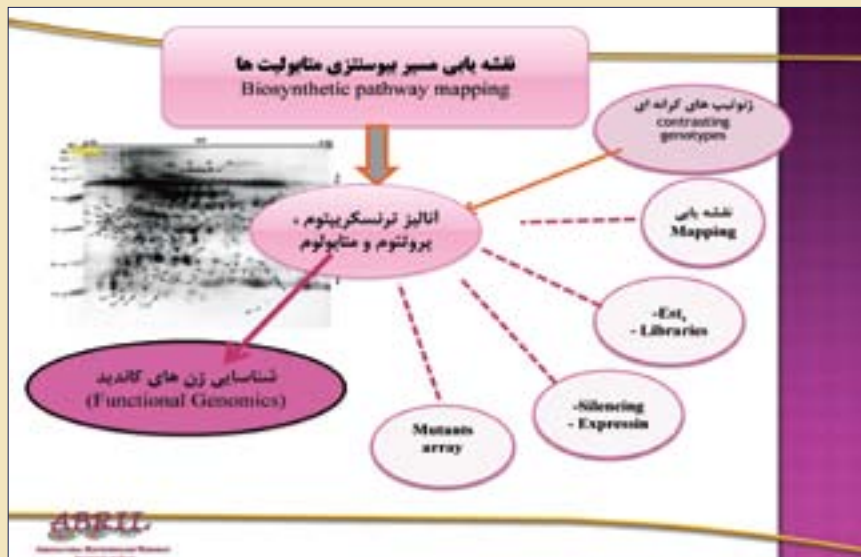 نقشه یابی مسیر بیوسنتزی متابولیت ها
Biosynthetic pathway mapping
ژنوتیپ های کرانه ای
contrasting
genotypes
آنالیز ترنسکریپتوم ،
پروتئوم و متابولوم
نقشه یابی
Mapping
-Est,
- Libraries
-Silencing
- Expressin
Mutants
array
شناسایی ژن های کاندید
(Functional Genomics)
ABRII